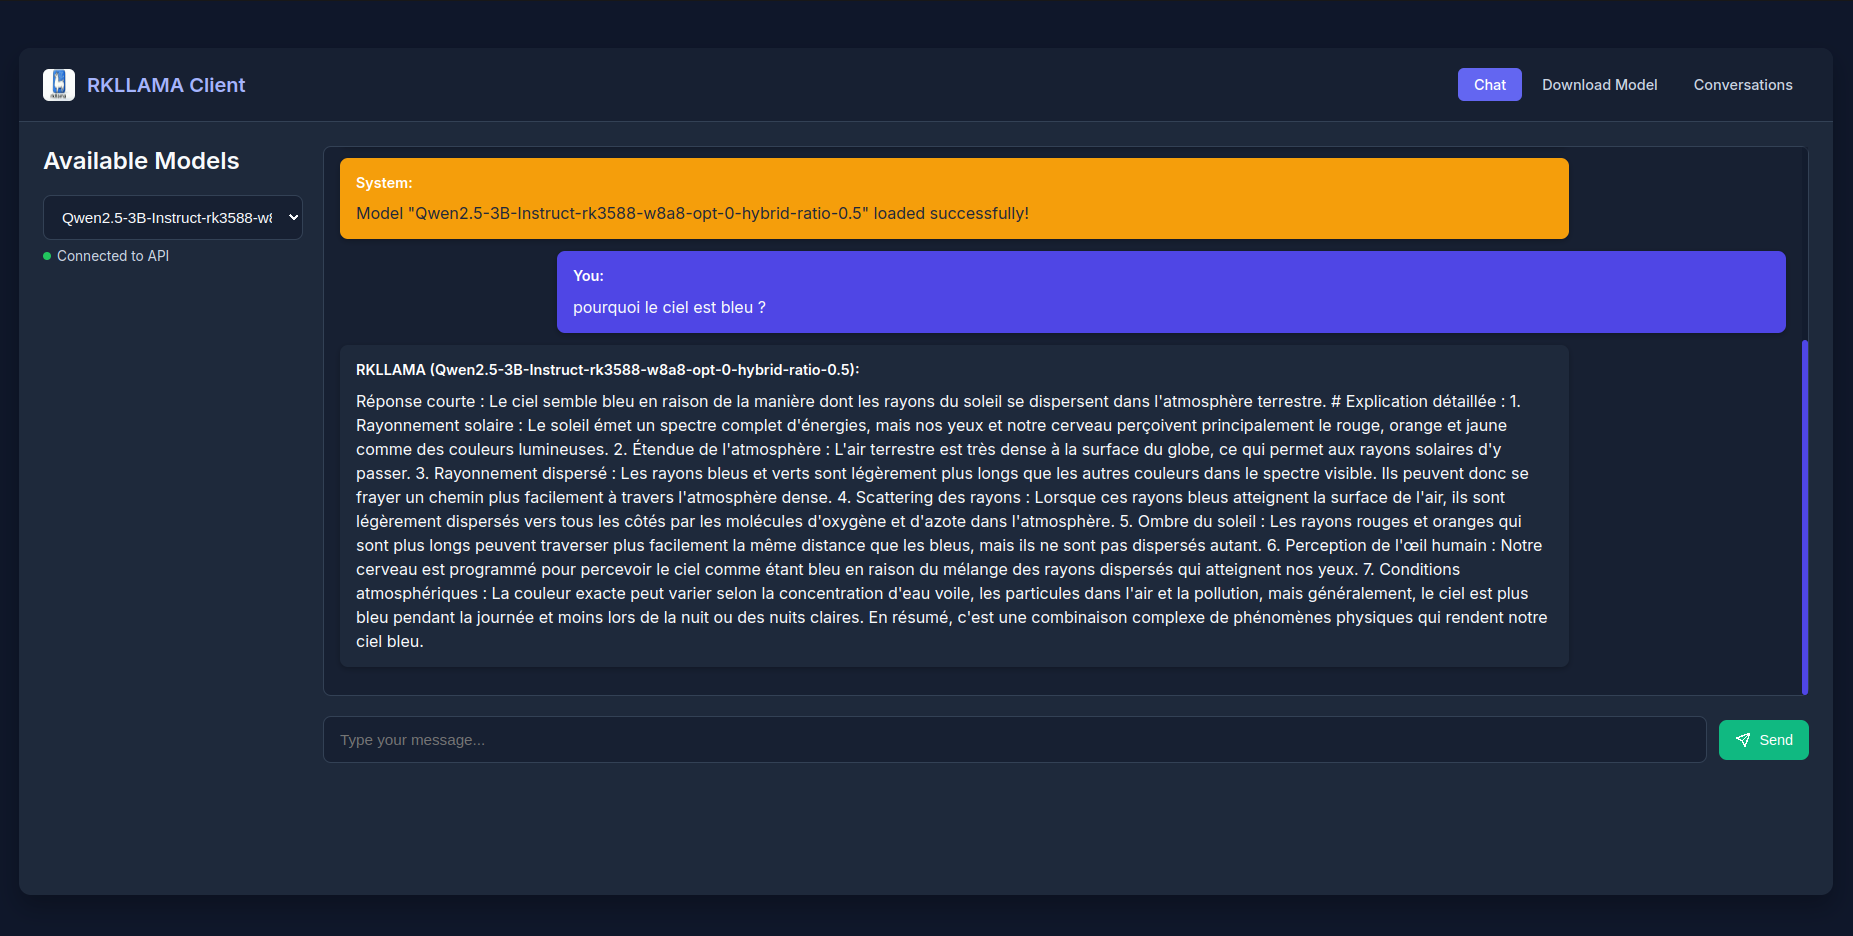 RKLLAMA Client
Chat
Download Model
Conversations
Available Models
Qwen2.5-3B-Instruct-rk3588-w8
Connected to API
System:
Model "Qwen2.5-3B-Instruct-rk3588-w8a8-opt-0-hybrid-ratio-0.5" loaded successfully!
You:
pourquoi le ciel est bleu ?
RKLLAMA (Qwen2.5-3B-Instruct-rk3588-w8a8-opt-0-hybrid-ratio-0.5):
Réponse courte : Le ciel semble bleu en raison de la manière dont les rayons du soleil se dispersent dans l'atmosphère terrestre. # Explication détaillée : 1.
Rayonnement solaire : Le soleil émet un spectre complet d'énergies, mais nos yeux et notre cerveau perçoivent principalement le rouge, orange et jaune
comme des couleurs lumineuses. 2. Étendue de l'atmosphère : L'air terrestre est très dense à la surface du globe, ce qui permet aux rayons solaires d'y
passer. 3. Rayonnement dispersé : Les rayons bleus et verts sont légèrement plus longs que les autres couleurs dans le spectre visible. Ils peuvent donc se
frayer un chemin plus facilement à travers l'atmosphère dense. 4. Scattering des rayons : Lorsque ces rayons bleus atteignent la surface de l'air, ils sont
légèrement dispersés vers tous les côtés par les molécules d'oxygène et d'azote dans l'atmosphère. 5. Ombre du soleil : Les rayons rouges et oranges qui
sont plus longs peuvent traverser plus facilement la même distance que les bleus, mais ils ne sont pas dispersés autant. 6. Perception de l'œil humain : Notre
cerveau est programmé pour percevoir le ciel comme étant bleu en raison du mélange des rayons dispersés qui atteignent nos yeux. 7. Conditions
atmosphériques : La couleur exacte peut varier selon la concentration d'eau voile, les particules dans l'air et la pollution, mais généralement, le ciel est plus
bleu pendant la journée et moins lors de la nuit ou des nuits claires. En résumé, c'est une combinaison complexe de phénomènes physiques qui rendent notre
ciel bleu.
Type your message...
Send